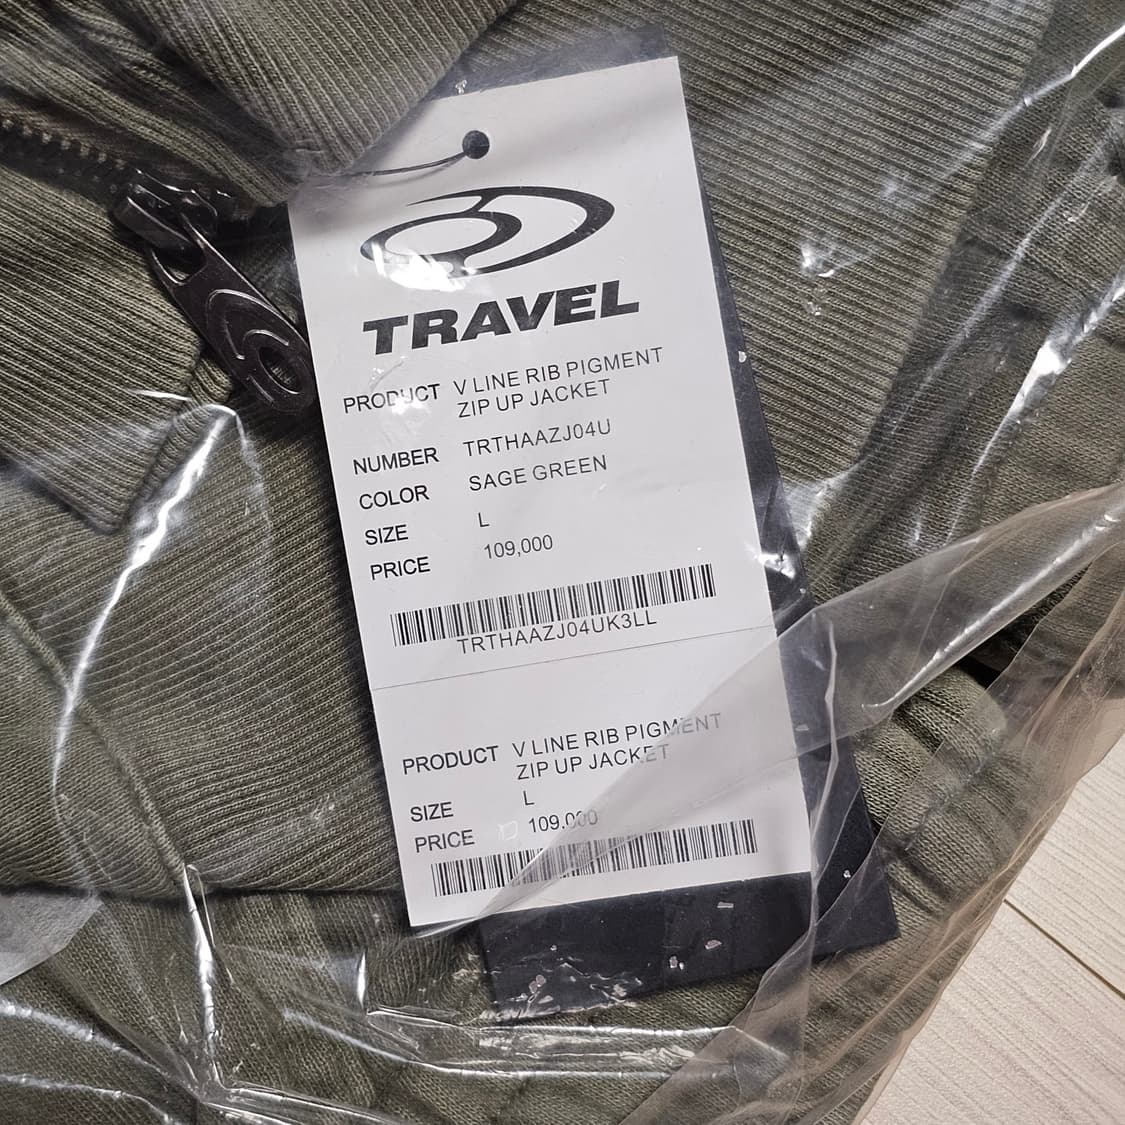 TRAVEL
PRODUCT V LINE RIB PIGMENT
ZIP UP JACKET
NUMBER TRTHAAZJ04U
COLOR SAGE GREEN
SIZE L
PRICE 109,000
TRTHAAZJ04UK3LL
PRODUCT V LINE RIB PIGMENT
ZIP UP JACKET
SIZE L
PRICE 109,000